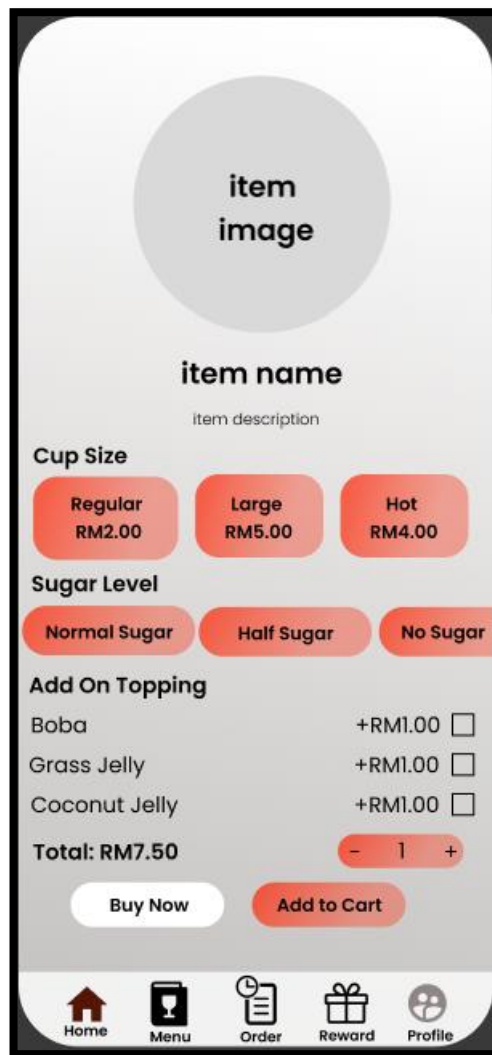 item
image
item name
item description
Cup Size
Regular
RM2.00
Large
RM5.00
Hot
RM4.00
Sugar Level
Normal Sugar
Half Sugar
No Sugar
Add On Topping
Boba +RM1.00
Grass Jelly +RM1.00
Coconut Jelly +RM1.00
Total: RM7.50 - 1 +
Buy Now
Add to Cart
Home
Menu
Order
Reward
Profile